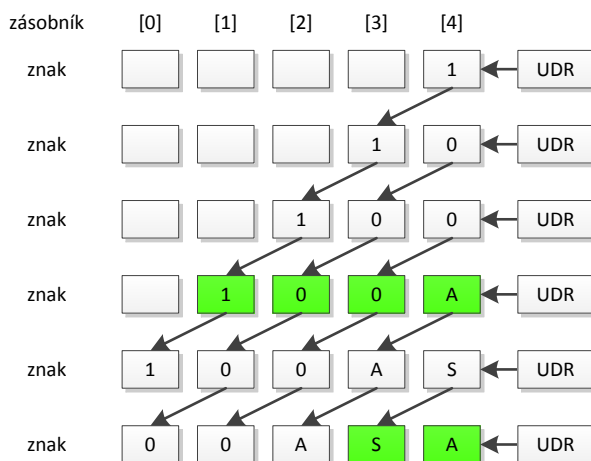 zásobník [0] [1] [2] [3] [4]
znak 1 UDR
znak 1 0 UDR
znak 1 0 0 UDR
znak 1 0 0 A UDR
znak 1 0 0 A S UDR
znak 0 0 A S A UDR